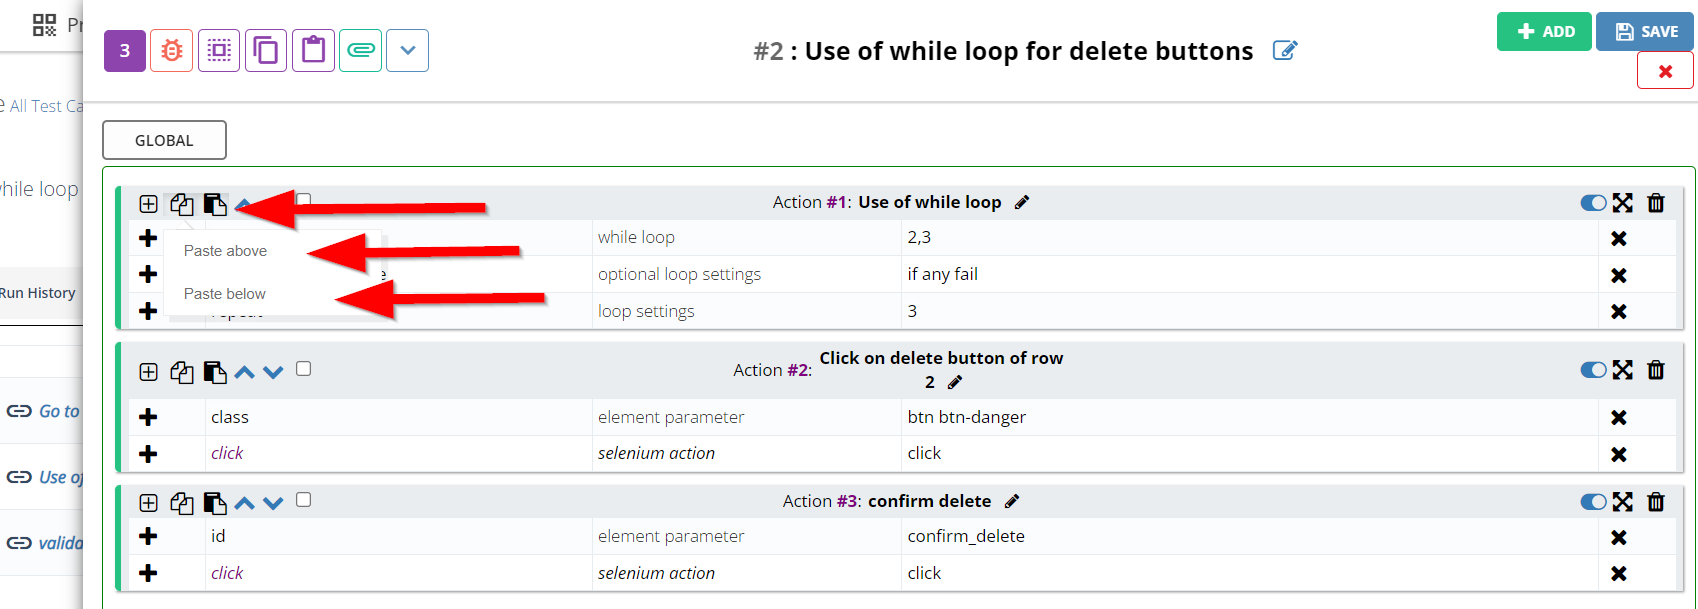 Pr
3
#2 : Use of while loop for delete buttons
ADD
SAVE
All Test Ca
GLOBAL
while loop
Action #1: Use of while loop
Paste above
while loop 2,3
optional loop settings if any fail
Paste below
Run History
loop settings 3
Action #2: Click on delete button of row
2
class element parameter btn btn-danger
Go to
click selenium action click
Use of
Action #3: confirm delete
id element parameter confirm_delete
valida
click selenium action click